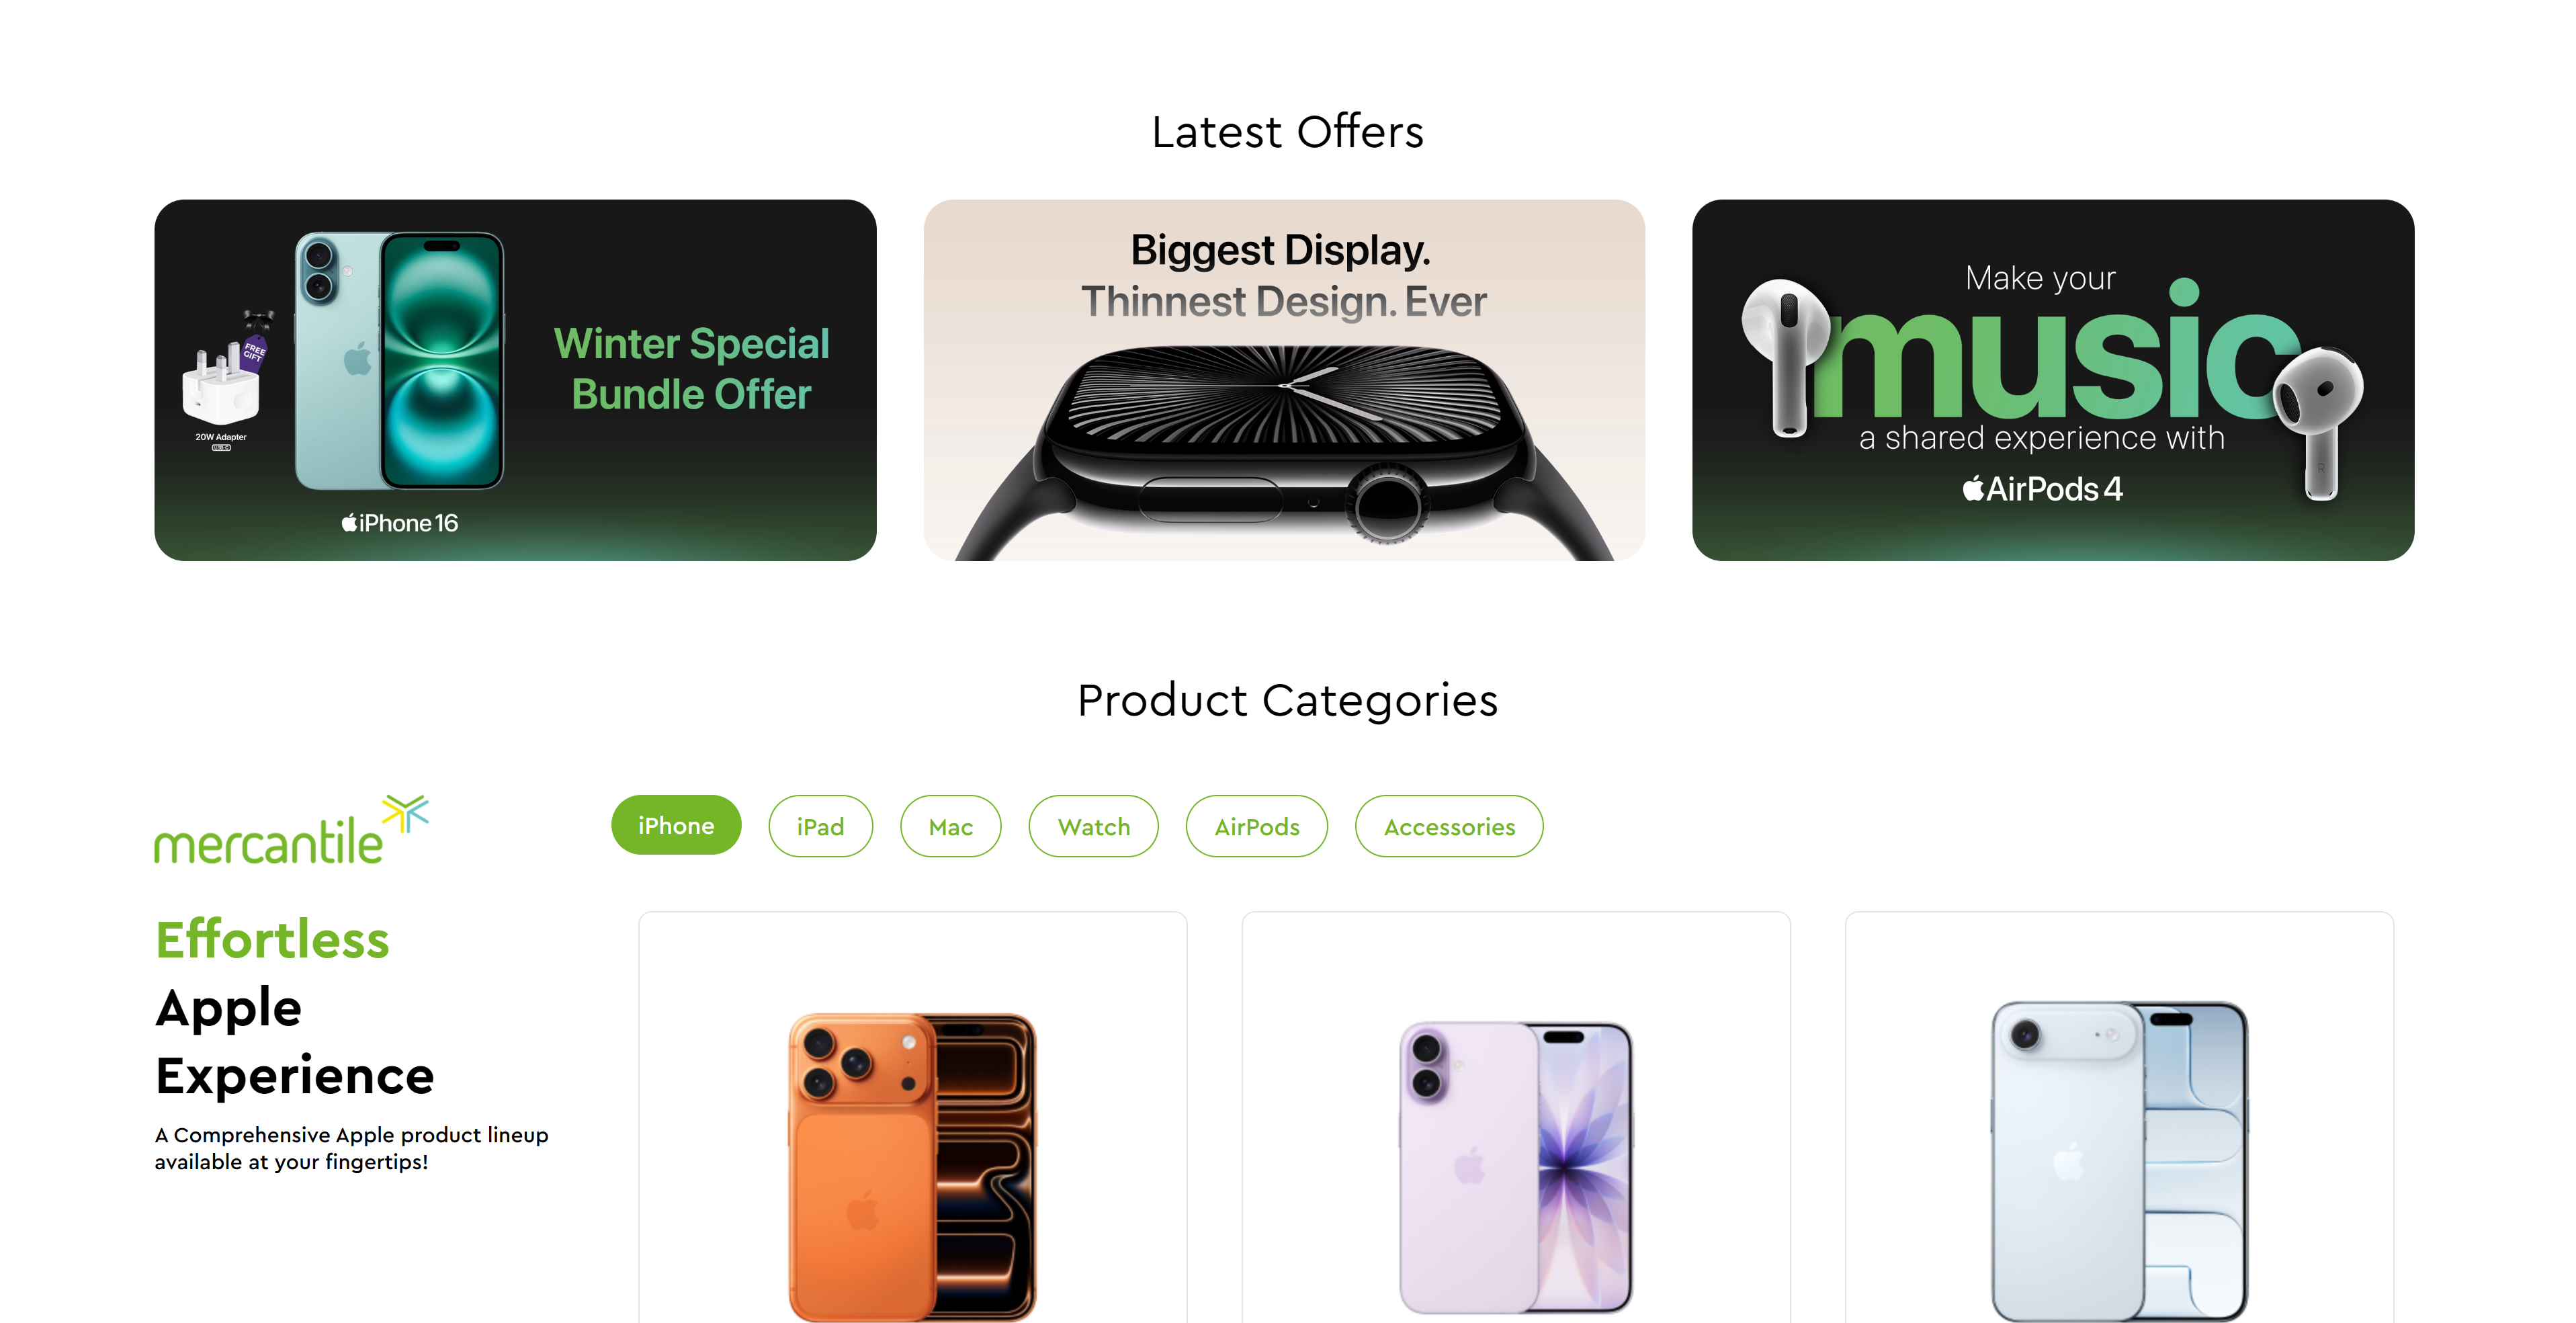 Latest Offers
FREE
GIFT
20W Adapter
USB-C
iPhone 16
Winter Special
Bundle Offer
Biggest Display.
Thinnest Design. Ever
Make your
music
a shared experience with
AirPods 4
R
Product Categories
mercantile
Effortless
Apple
Experience
A Comprehensive Apple product lineup
available at your fingertips!
iPhone
iPad
Mac
Watch
AirPods
Accessories